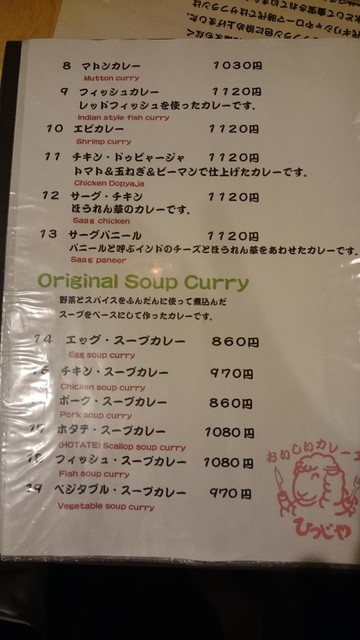 8 マトンカレー 1030円
Mutton curry
9 フィッシュカレー 1120円
レッドフィッシュを使ったカレーです。
Indian style fish curry
10 エビカレー 1120円
Shrimp curry
11 チキン・ドッピャージャ 1120円
トマト&玉ねぎ&ピーマンで仕上げたカレーです。
Chicken Dopyaja
12 サーグ・チキン 1120円
ほうれん草のカレーです。
Saag chicken
13 サーグパニール 1120円
パニールと呼ぶインドのチーズとほうれん草をあわせたカレーです。
Saag paneer
Original Soup Curry
野菜とスパイスをふんだんに使って煮込んだ
スープをベースにして作ったカレーです。
14 エッグ・スープカレー 860円
Egg soup curry
15 チキン・スープカレー 970円
Chicken soup curry
ポーク・スープカレー 860円
Pork soup curry
17 ホタテ・スープカレー 1080円
(HOTATE) Scallop soup curry
18 フィッシュ・スープカレー 1080円
Fish soup curry
19 ベジタブル・スープカレー 970円
Vegetable soup curry
おいしいカレー
ひつじや